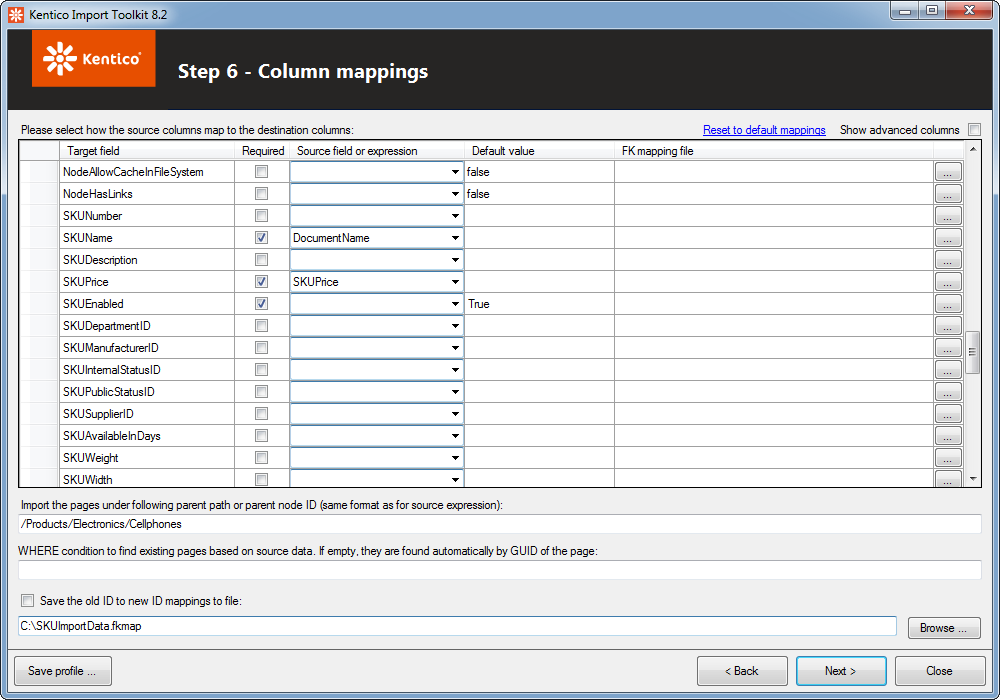 Kentico Import Toolkit 8.2
Kentico
Step 6 - Column mappings
Please select how the source columns map to the destination columns: Reset to default mappings Show advanced columns
Target field Required Source field or expression Default value FK mapping file
NodeAllowCacheInFileSystem false ...
NodeHasLinks false ...
SKUNumber ...
SKUName DocumentName ...
SKUDescription ...
SKUPrice SKUPrice ...
SKUEnabled True ...
SKUDepartmentID ...
SKUManufacturerID ...
SKUInternalStatusID ...
SKUPublicStatusID ...
SKUSupplierID ...
SKUAvailableInDays ...
SKUWeight ...
SKUWidth ...
Import the pages under following parent path or parent node ID (same format as for source expression):
/Products/Electronics/Cellphones
WHERE condition to find existing pages based on source data. If empty, they are found automatically by GUID of the page:
Save the old ID to new ID mappings to file:
C:\SKUImportData.fkmap Browse ...
Save profile ... < Back Next > Close